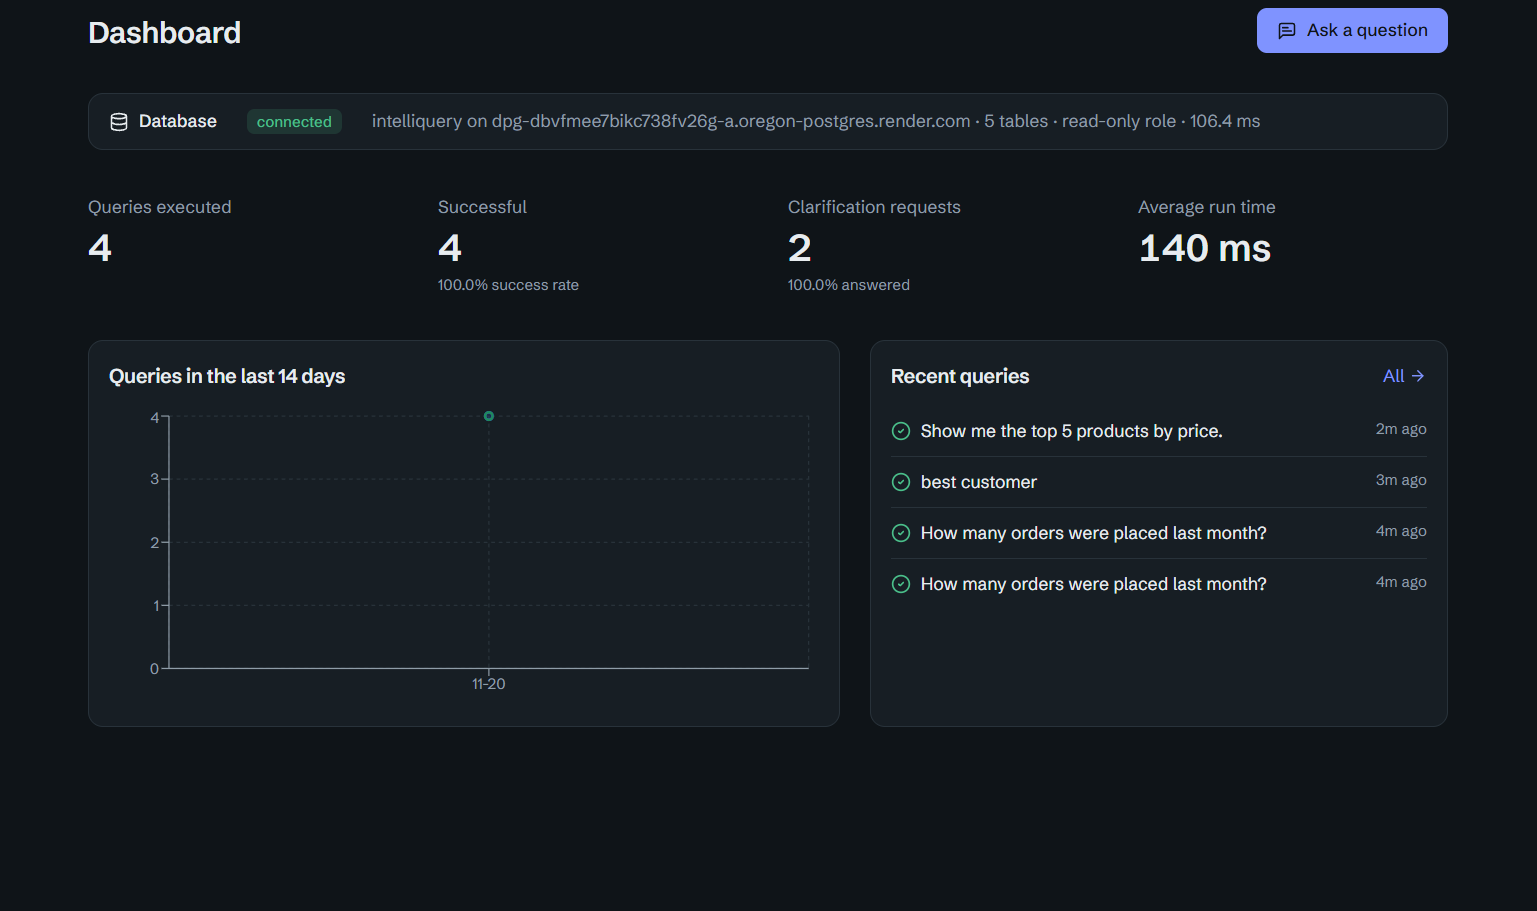 Dashboard
Ask a question
Database connected intelliquery on dpg-dbvfmee7bikc738fv26g-a.oregon-postgres.render.com · 5 tables · read-only role · 106.4 ms
Queries executed
4
Successful
4
100.0% success rate
Clarification requests
2
100.0% answered
Average run time
140 ms
Queries in the last 14 days
4
3
2
1
0
11-20
Recent queries
All →
Show me the top 5 products by price. 2m ago
best customer 3m ago
How many orders were placed last month? 4m ago
How many orders were placed last month? 4m ago